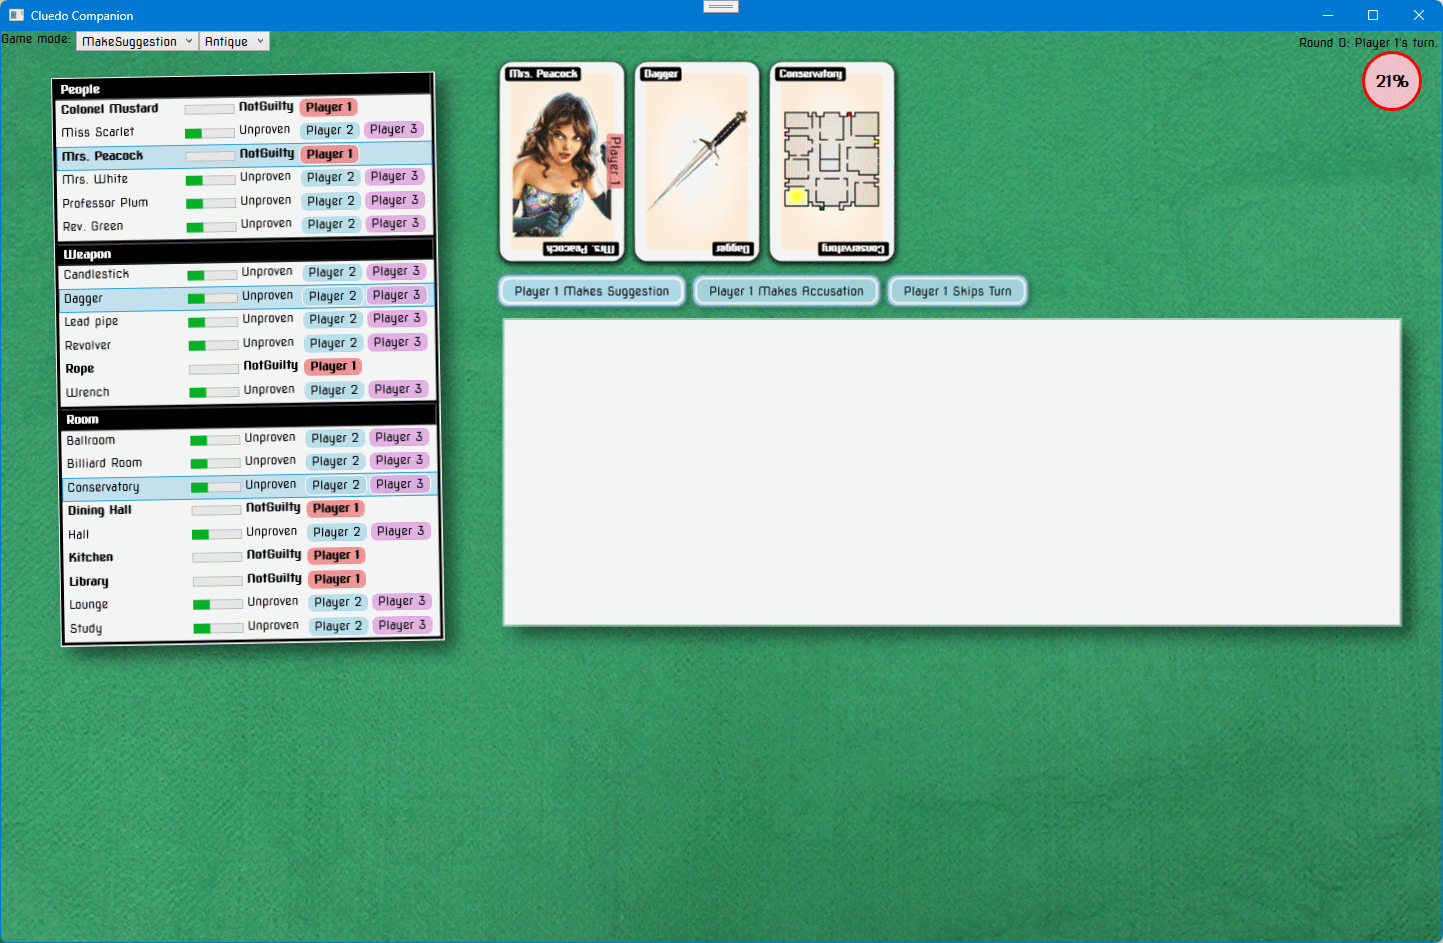 Cluedo Companion
Game mode: MakeSuggestion Antique
Round 0: Player 1's turn.
21%
People
Colonel Mustard NotGuilty Player 1
Miss Scarlet Unproven Player 2 Player 3
Mrs. Peacock NotGuilty Player 1
Mrs. White Unproven Player 2 Player 3
Professor Plum Unproven Player 2 Player 3
Rev. Green Unproven Player 2 Player 3
Weapon
Candlestick Unproven Player 2 Player 3
Dagger Unproven Player 2 Player 3
Lead pipe Unproven Player 2 Player 3
Revolver Unproven Player 2 Player 3
Rope NotGuilty Player 1
Wrench Unproven Player 2 Player 3
Room
Ballroom Unproven Player 2 Player 3
Billiard Room Unproven Player 2 Player 3
Conservatory Unproven Player 2 Player 3
Dining Hall NotGuilty Player 1
Hall Unproven Player 2 Player 3
Kitchen NotGuilty Player 1
Library NotGuilty Player 1
Lounge Unproven Player 2 Player 3
Study Unproven Player 2 Player 3
Mrs. Peacock
Player 1
Mrs. Peacock
Dagger
Dagger
Conservatory
Conservatory
Player 1 Makes Suggestion
Player 1 Makes Accusation
Player 1 Skips Turn